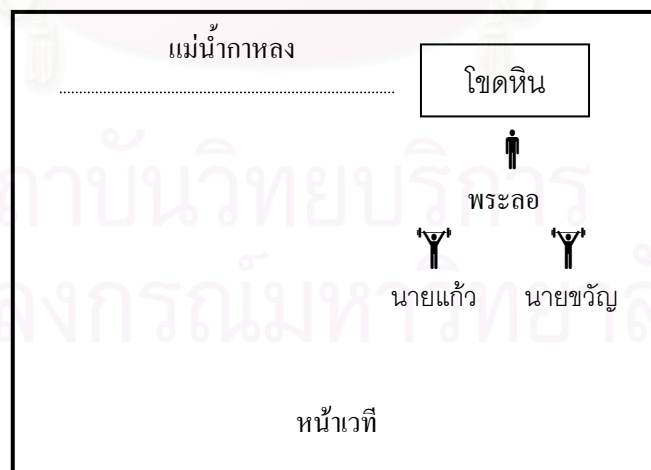 แม่น้ำกาหลง
โขดหิน
พระลอ
นายแก้ว นายขวัญ
หน้าเวที